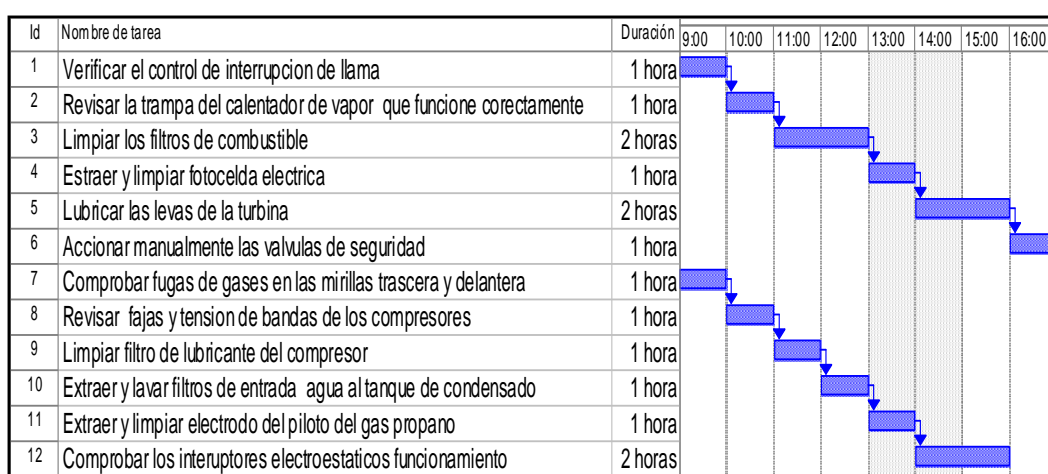 Id Nombre de tarea Duración 9:00 10:00 11:00 12:00 13:00 14:00 15:00 16:00
1 Verificar el control de interrupcion de llama 1 hora
2 Revisar la trampa del calentador de vapor que funcione corectamente 1 hora
3 Limpiar los filtros de combustible 2 horas
4 Estraer y limpiar fotocelda electrica 1 hora
5 Lubricar las levas de la turbina 2 horas
6 Accionar manualmente las valvulas de seguridad 1 hora
7 Comprobar fugas de gases en las mirillas trascera y delantera 1 hora
8 Revisar fajas y tension de bandas de los compresores 1 hora
9 Limpiar filtro de lubricante del compresor 1 hora
10 Extraer y lavar filtros de entrada agua al tanque de condensado 1 hora
11 Extraer y limpiar electrodo del piloto del gas propano 1 hora
12 Comprobar los interuptores electroestaticos funcionamiento 2 horas